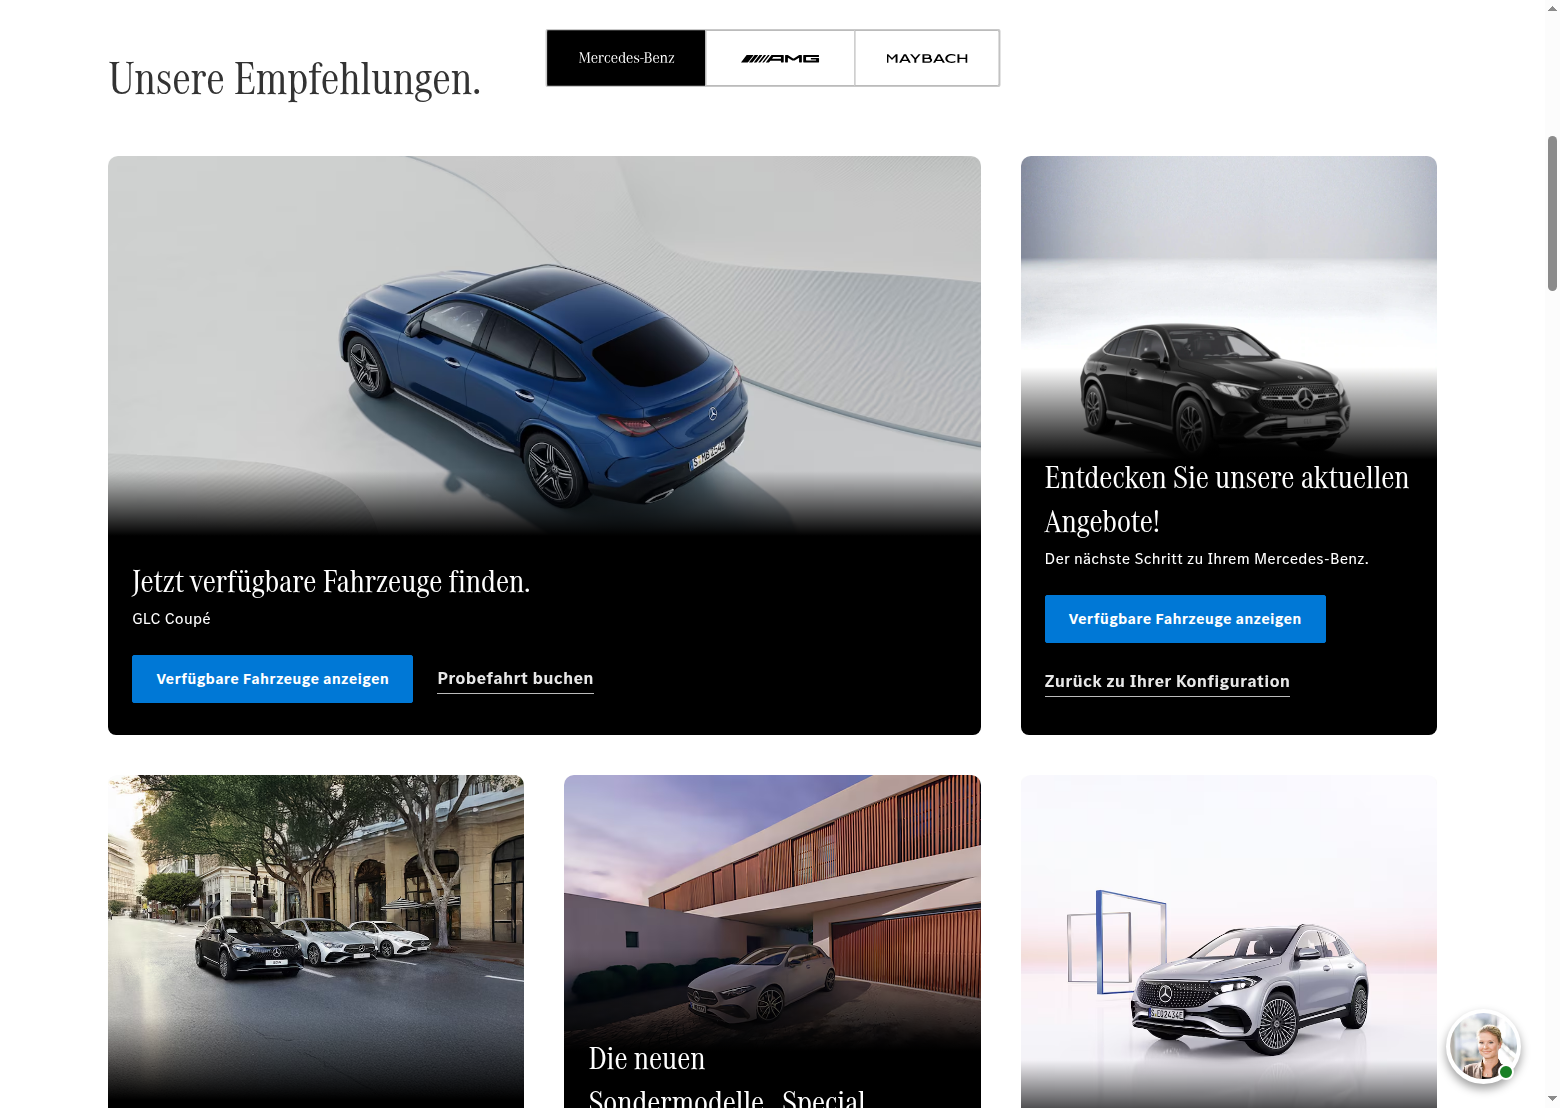 Unsere Empfehlungen.
Mercedes-Benz
AMG
MAYBACH
Jetzt verfügbare Fahrzeuge finden.
GLC Coupé
Verfügbare Fahrzeuge anzeigen
Probefahrt buchen
Entdecken Sie unsere aktuellen
Angebote!
Der nächste Schritt zu Ihrem Mercedes-Benz.
Verfügbare Fahrzeuge anzeigen
Zurück zu Ihrer Konfiguration
Die neuen
Sondermodelle „Special